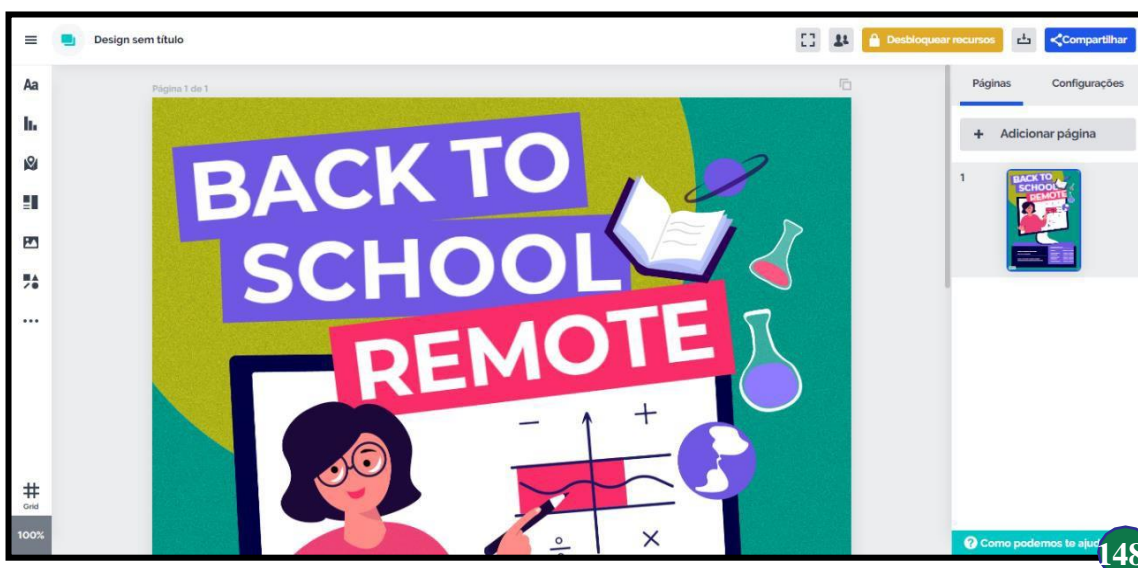 Design sem título
Desbloquear recursos
Compartilhar
Aa
Página 1 de 1
BACK TO
SCHOOL
REMOTE
− +
÷ ×
Grid
100%
Páginas Configurações
+ Adicionar página
1
BACK TO
SCHOOL
REMOTE
? Como podemos te ajud
148